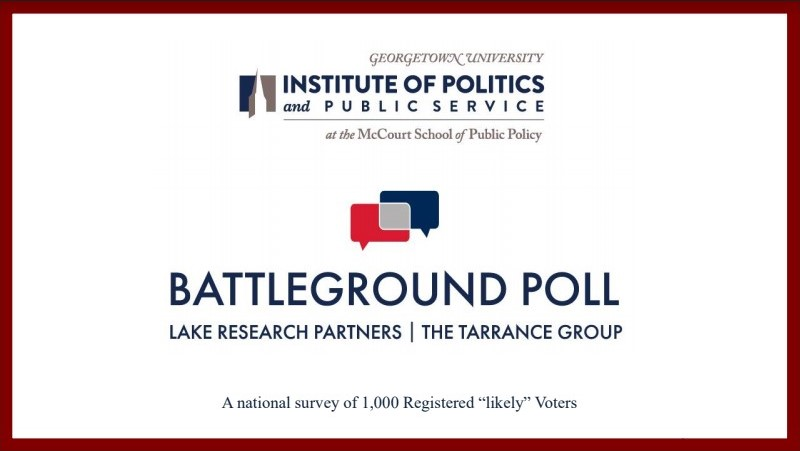 GEORGETOWN UNIVERSITY
INSTITUTE OF POLITICS
and PUBLIC SERVICE
at the McCourt School of Public Policy
BATTLEGROUND POLL
LAKE RESEARCH PARTNERS | THE TARRANCE GROUP
A national survey of 1,000 Registered “likely” Voters